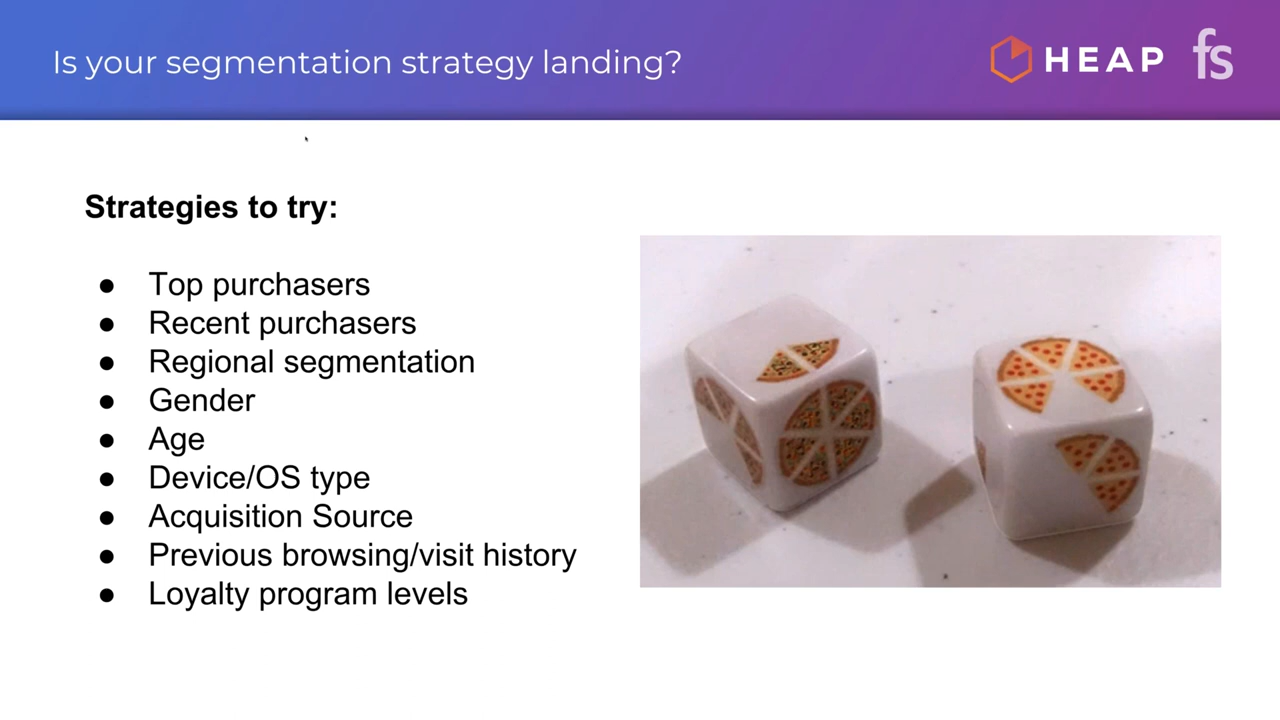 Is your segmentation strategy landing?
HEAP fs
Strategies to try:
● Top purchasers
● Recent purchasers
● Regional segmentation
● Gender
● Age
● Device/OS type
● Acquisition Source
● Previous browsing/visit history
● Loyalty program levels